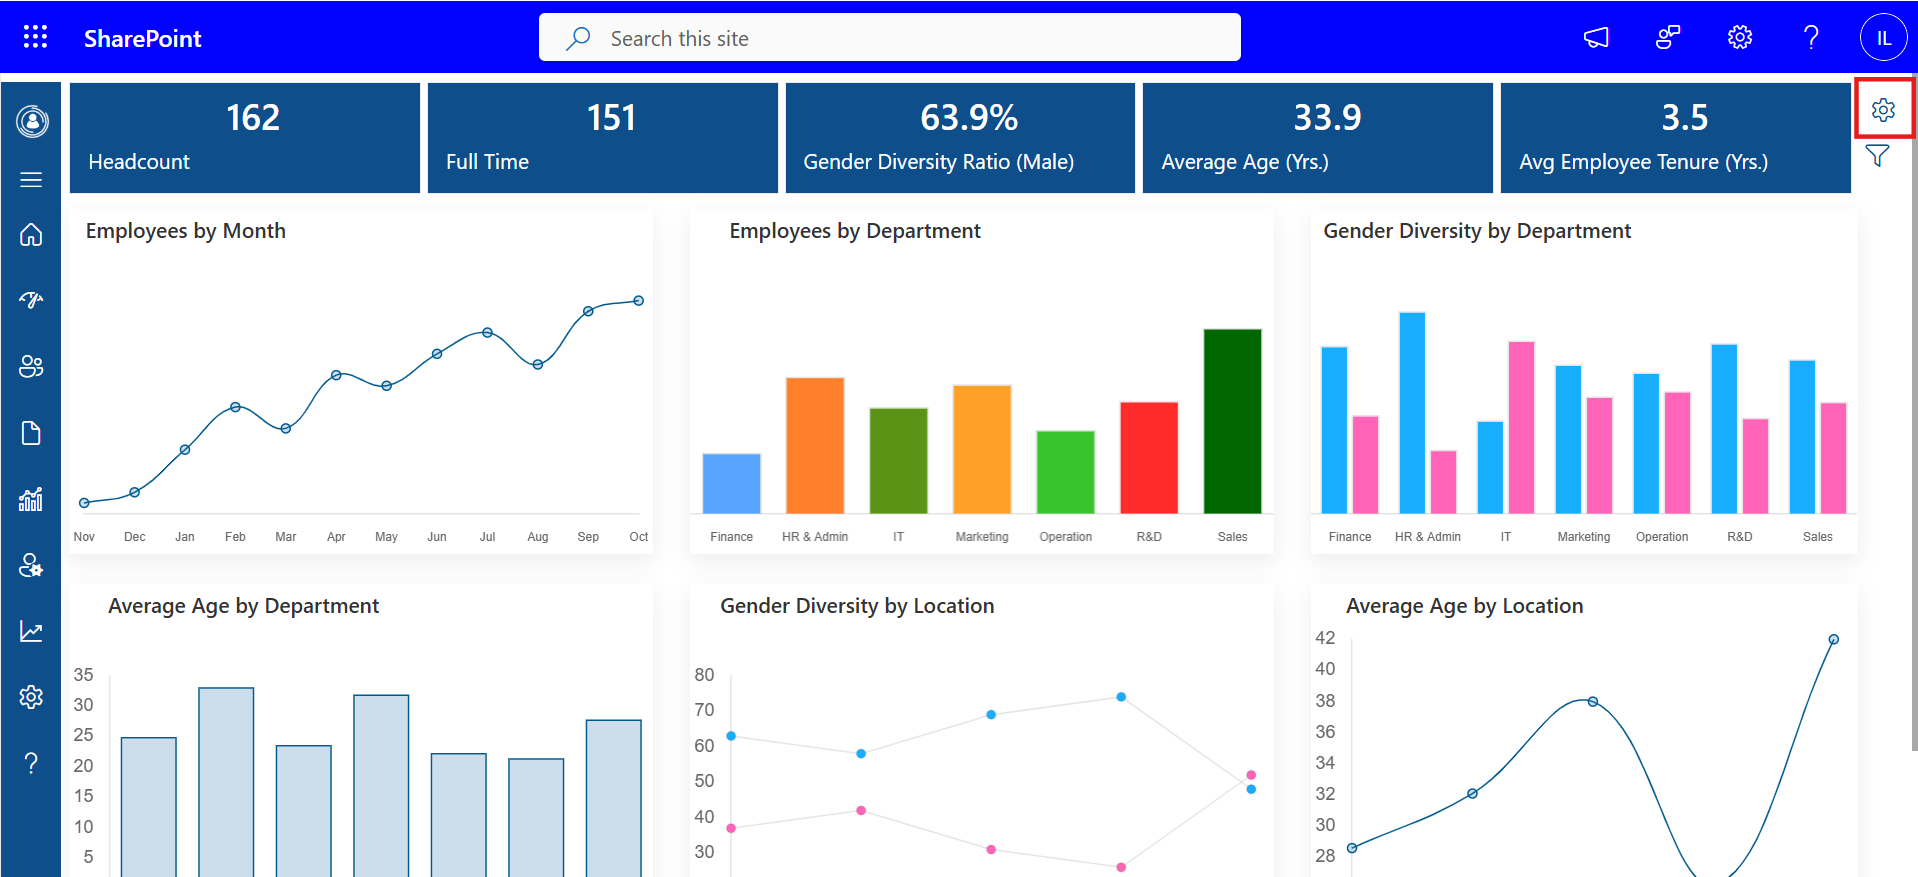 SharePoint
Search this site
IL
162
Headcount
151
Full Time
63.9%
Gender Diversity Ratio (Male)
33.9
Average Age (Yrs.)
3.5
Avg Employee Tenure (Yrs.)
Employees by Month
Nov Dec Jan Feb Mar Apr May Jun Jul Aug Sep Oct
Employees by Department
Finance HR & Admin IT Marketing Operation R&D Sales
Gender Diversity by Department
Finance HR & Admin IT Marketing Operation R&D Sales
Average Age by Department
35
30
25
20
15
10
5
Gender Diversity by Location
80
70
60
50
40
30
Average Age by Location
42
40
38
36
34
32
30
28